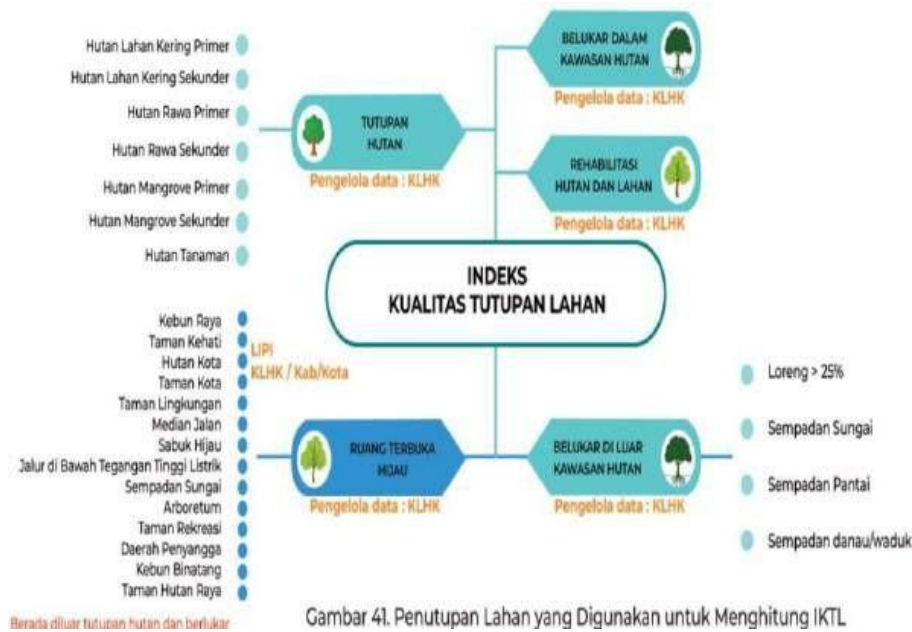 Hutan Lahan Kering Primer
Hutan Lahan Kering Sekunder
Hutan Rawa Primer
Hutan Rawa Sekunder
Hutan Mangrove Primer
Hutan Mangrove Sekunder
Hutan Tanaman
TUTUPAN
HUTAN
Pengelola data : KLHK
BELUKAR DALAM
KAWASAN HUTAN
Pengelola data : KLHK
REHABILITASI
HUTAN DAN LAHAN
Pengelola data : KLHK
INDEKS
KUALITAS TUTUPAN LAHAN
Kebun Raya
Taman Kehati
Hutan Kota
Taman Kota
Taman Lingkungan
Median Jalan
Sabuk Hijau
Jalur di Bawah Tegangan Tinggi Listrik
Sempadan Sungai
Arboretum
Taman Rekreasi
Daerah Penyangga
Kebun Binatang
Taman Hutan Raya
LIPI
KLHK / Kab/Kota
RUANG TERBUKA
HIJAU
Pengelola data : KLHK
BELUKAR DI LUAR
KAWASAN HUTAN
Pengelola data : KLHK
Loreng > 25%
Sempadan Sungai
Sempadan Pantai
Sempadan danau/waduk
Berada diluar tutupan hutan dan berlukar
Gambar 41. Penutupan Lahan yang Digunakan untuk Menghitung IKTL